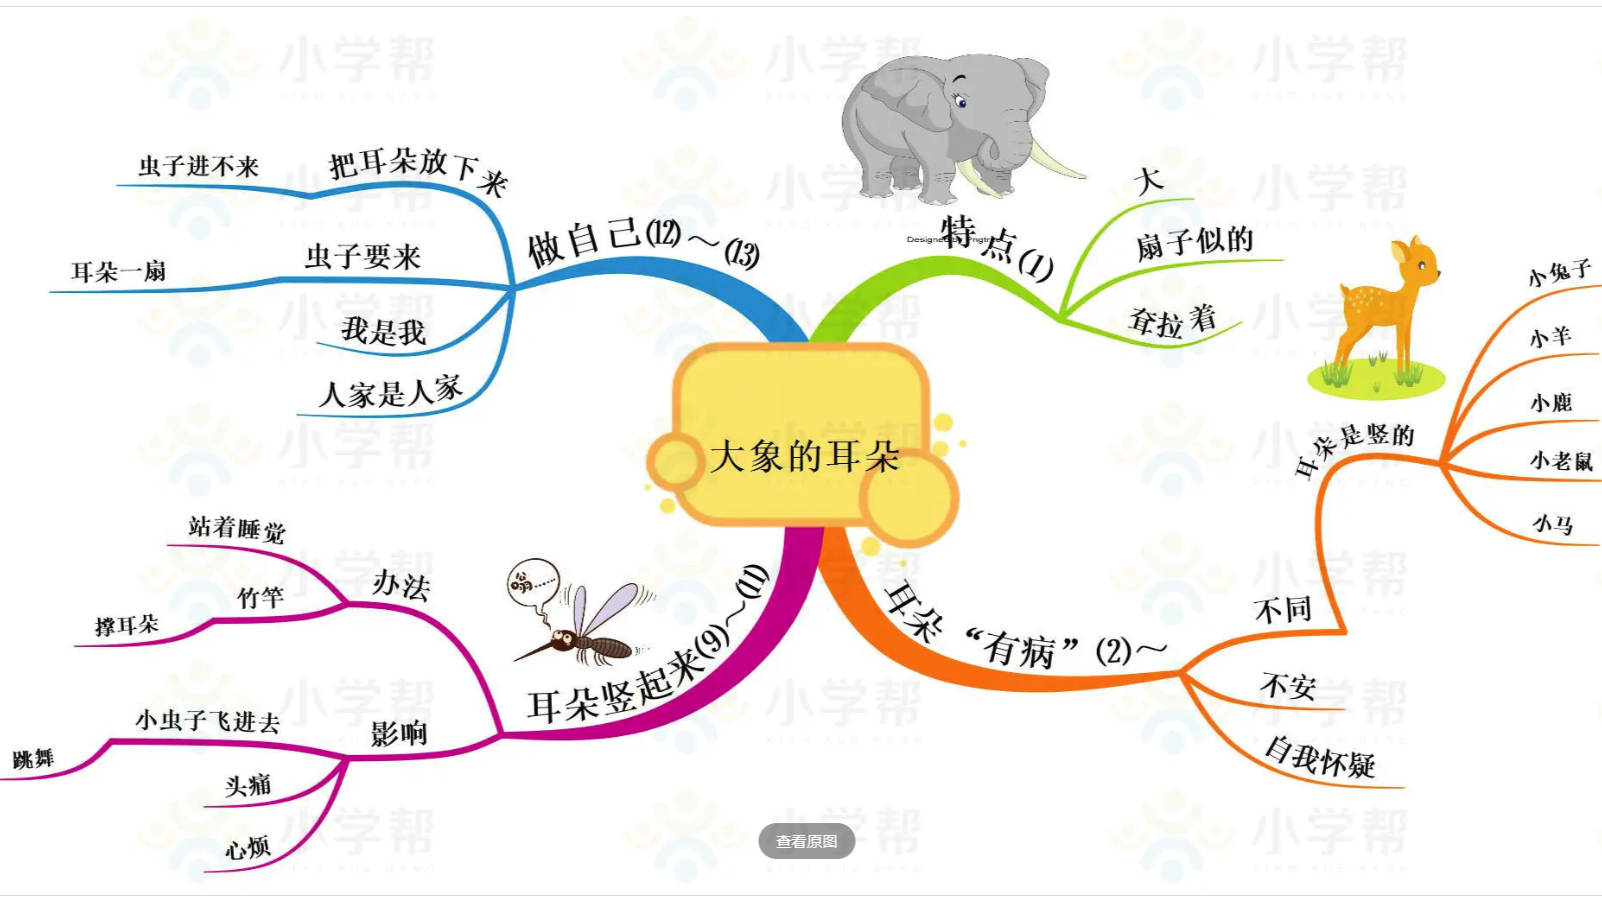 大象的耳朵
特点(1)
大
扇子似的
耷拉着
Designed by Pngtree
耳朵“有病”(2)～
不同
耳朵是竖的
小兔子
小羊
小鹿
小老鼠
小马
不安
自我怀疑
耳朵竖起来(9)～(11)
办法
站着睡觉
竹竿
撑耳朵
影响
小虫子飞进去
跳舞
头痛
心烦
做自己(12)～(13)
把耳朵放下来
虫子进不来
虫子要来
耳朵一扇
我是我
人家是人家
查看原图
小学帮
XIAO XUE BANG